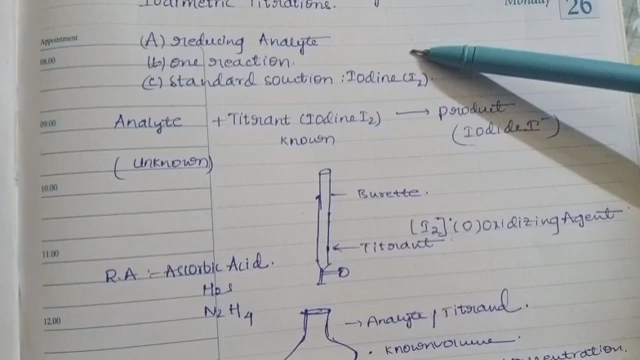 Iodimetric Titrations.
Monday 26
Appointment
(A) reducing Analyte
08.00
(b) one reaction.
(c) standard soution : Iodine (I2).
09.00
Analyte + Titrant (Iodine I2) → product
(unknown) known (Iodide I⁻)
10.00
Burette.
[I2] (O) Oxidizing Agent
11.00
Titrant
R.A :- Ascorbic Acid.
H2S
N2H4
12.00
→ Analyte / Titrand.
• known volume.